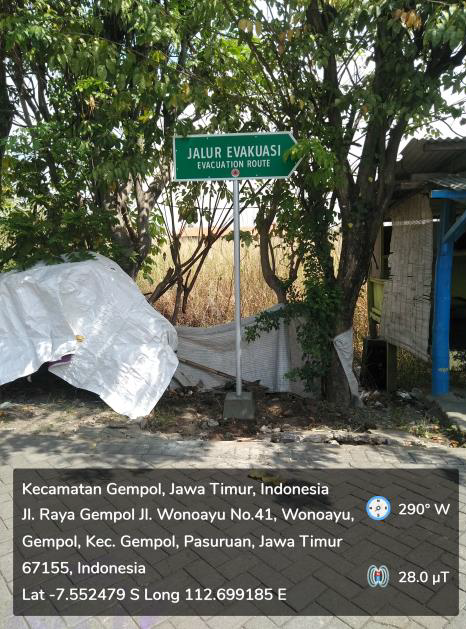 JALUR EVAKUASI
EVACUATION ROUTE
Kecamatan Gempol, Jawa Timur, Indonesia
Jl. Raya Gempol Jl. Wonoayu No.41, Wonoayu,
Gempol, Kec. Gempol, Pasuruan, Jawa Timur
67155, Indonesia
Lat -7.552479 S Long 112.699185 E
290° W
28.0 µT